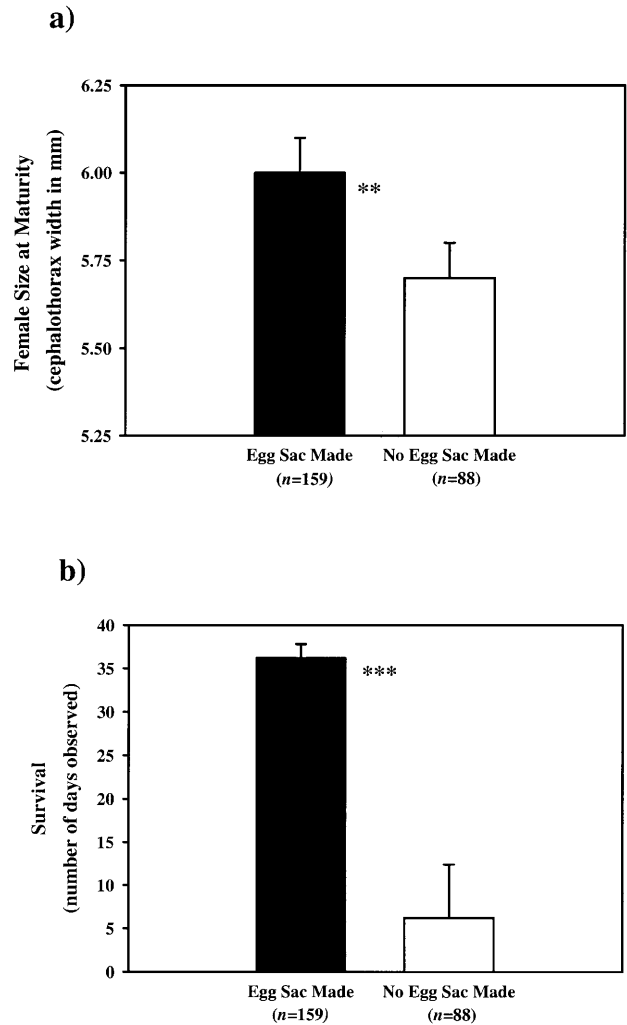 a)
Female Size at Maturity
(cephalothorax width in mm)
6.25
6.00
5.75
5.50
5.25
**
Egg Sac Made
(n=159)
No Egg Sac Made
(n=88)
b)
Survival
(number of days observed)
40
35
30
25
20
15
10
5
0
***
Egg Sac Made
(n=159)
No Egg Sac Made
(n=88)